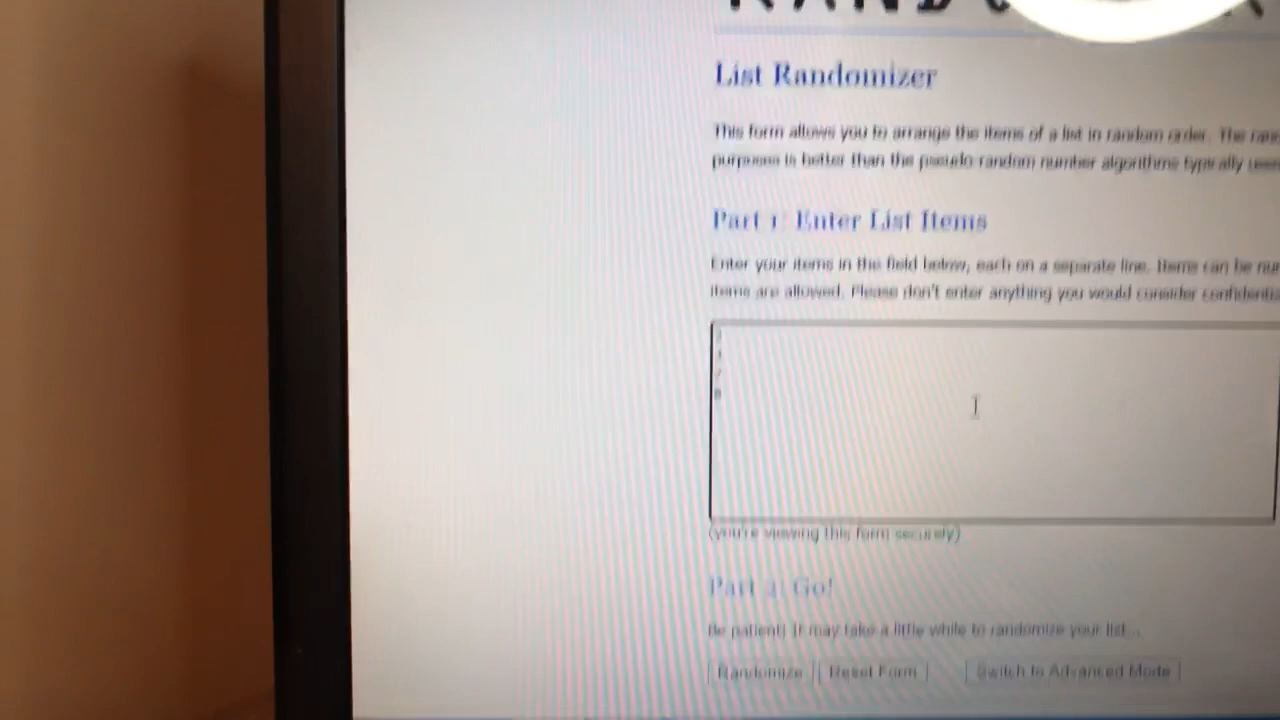 List Randomizer
This form allows you to arrange the items of a list in random order. The
purposes is better than the pseudo-random number algorithms typically
Part 1: Enter List Items
Enter your items in the field below, each on a separate line. Items can be
items are allowed. Please don't enter anything you would consider
(you're viewing this form securely)
Part 2: Go!
Be patient! It may take a little while to randomize your list...
Randomize Reset Form Switch to Advanced Mode